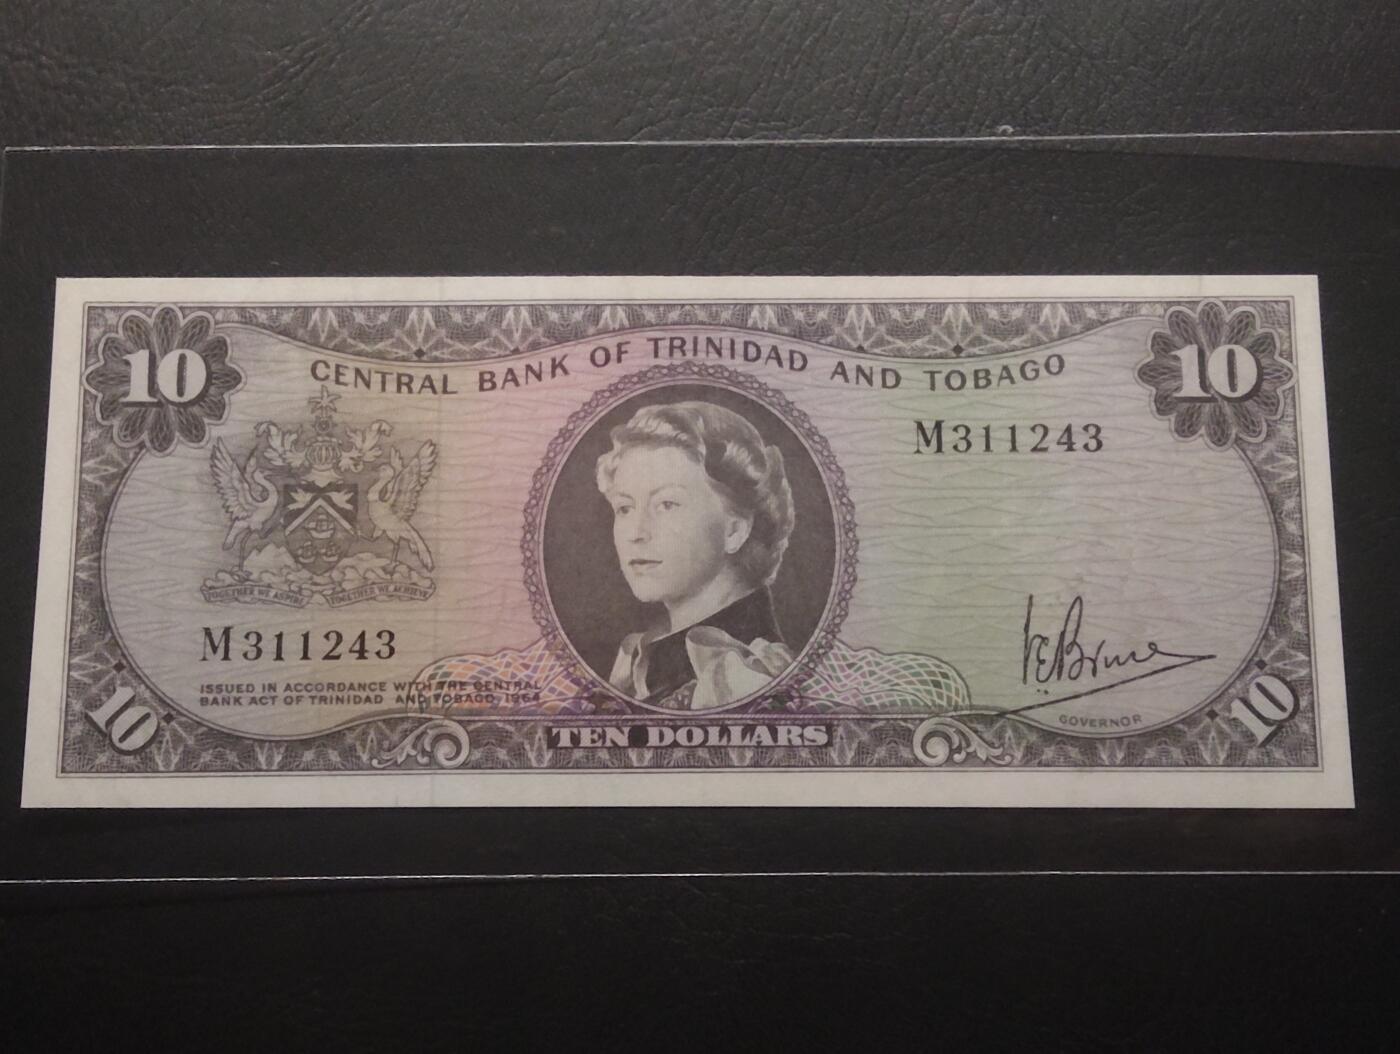 10
10
CENTRAL BANK OF TRINIDAD AND TOBAGO
M311243
TOGETHER WE ASPIRE TOGETHER WE ACHIEVE
M311243
VEBruce
ISSUED IN ACCORDANCE WITH THE CENTRAL
BANK ACT OF TRINIDAD AND TOBAGO, 1964
GOVERNOR
10
TEN DOLLARS
10